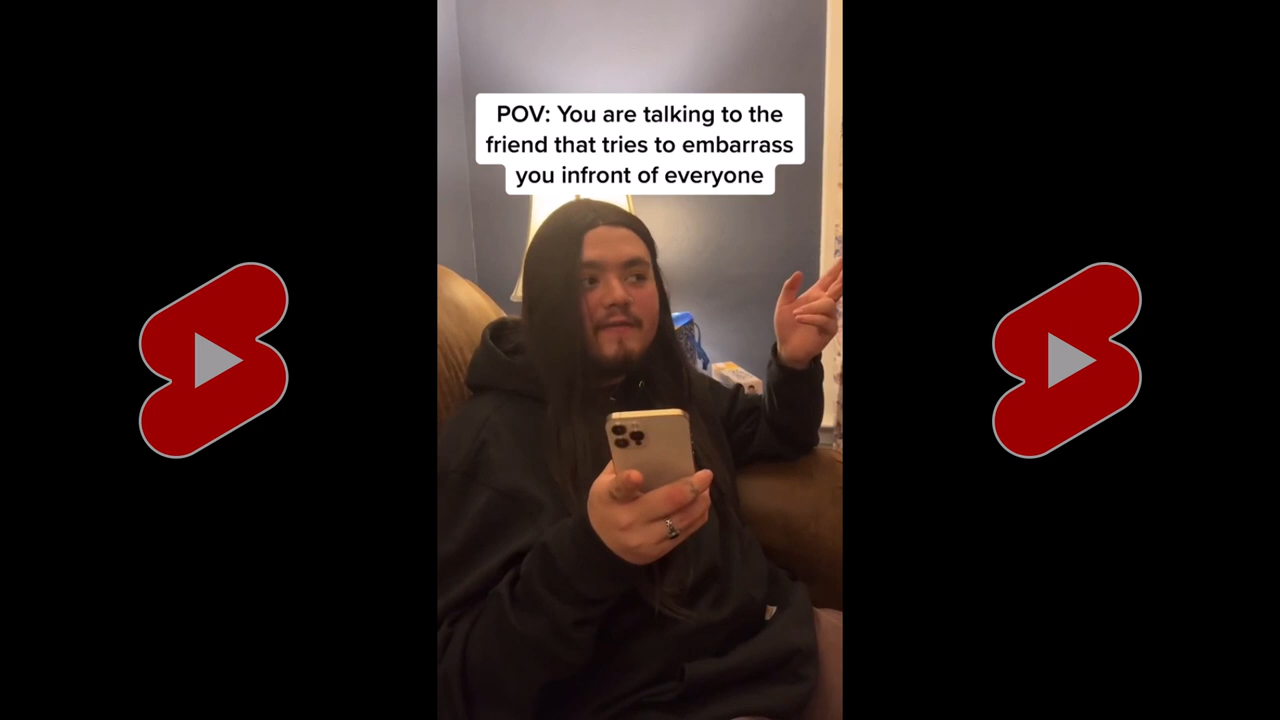 POV: You are talking to the
friend that tries to embarrass
you infront of everyone